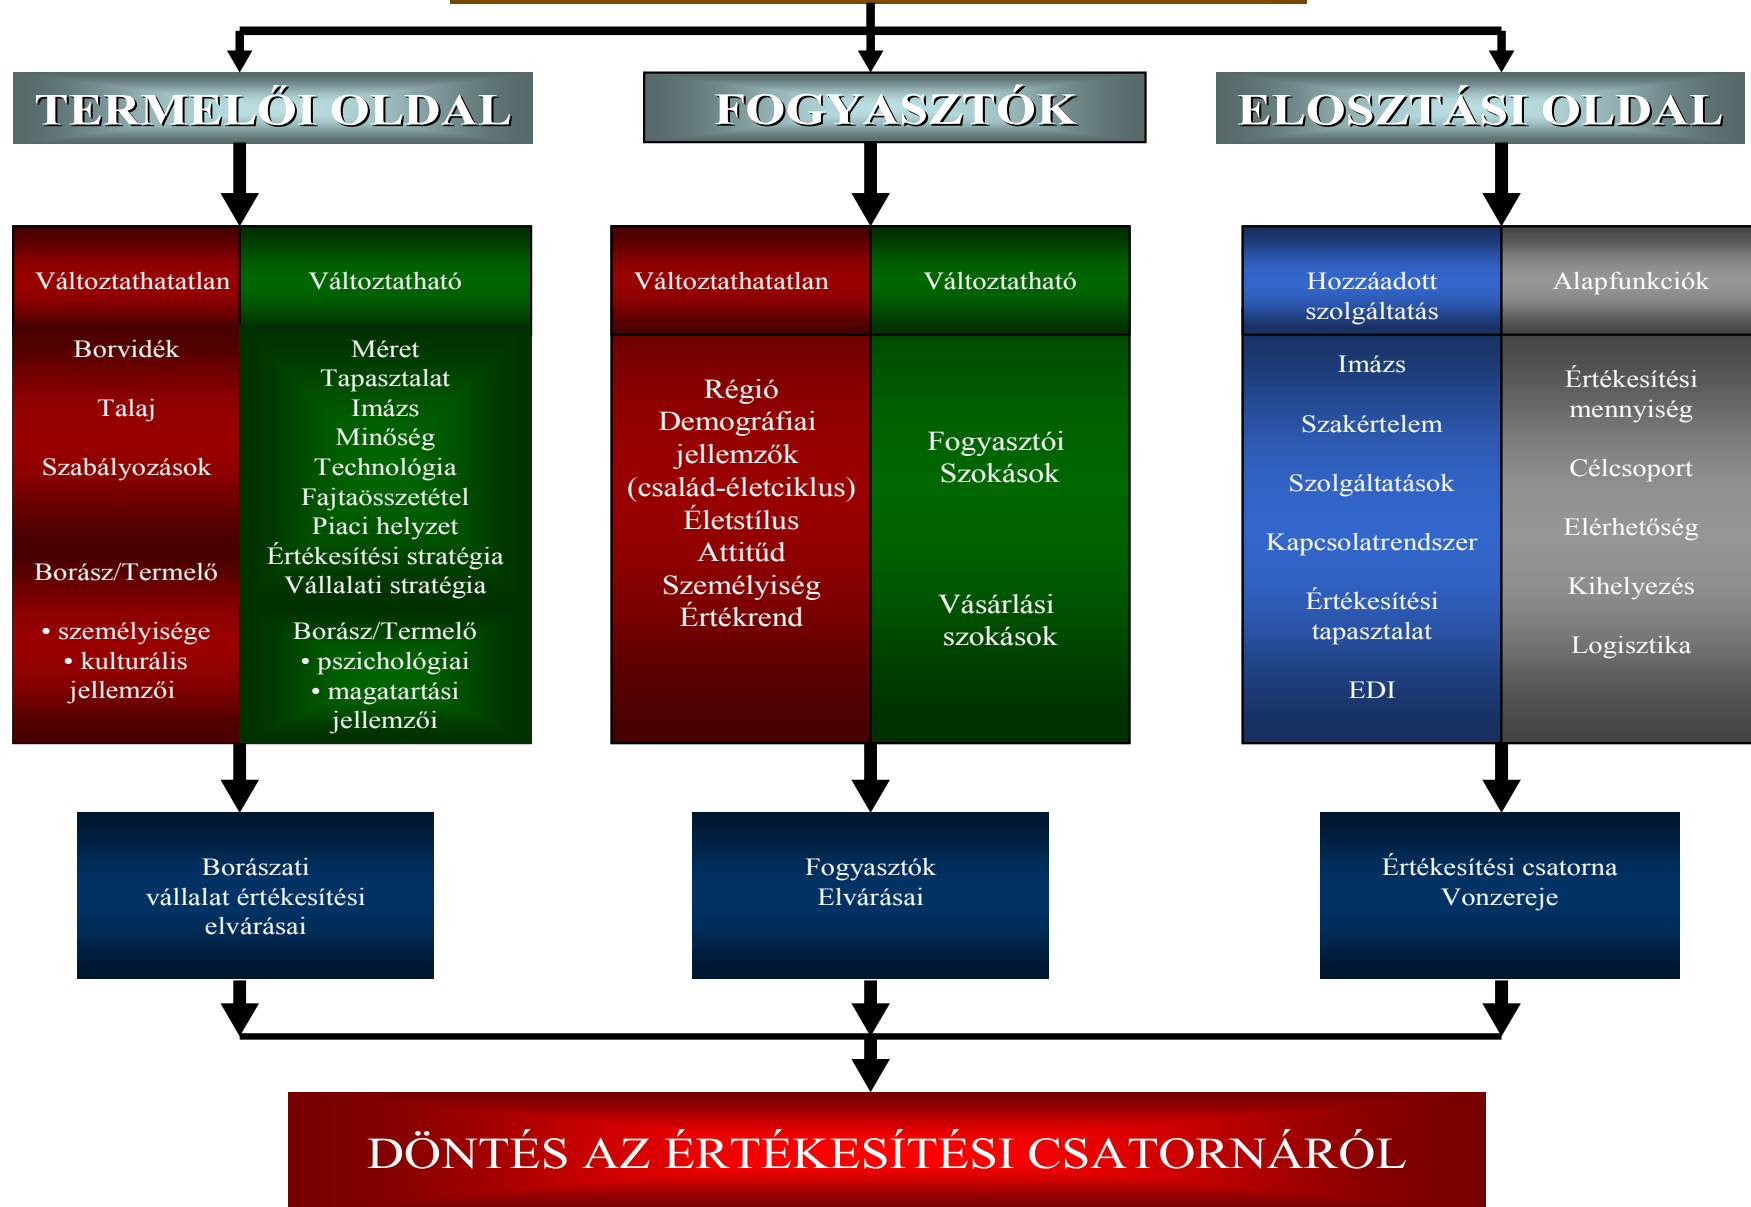 TERMELŐI OLDAL
Változtathatatlan
Változtatható
Borvidék
Talaj
Szabályozások
Borász/Termelő
• személyisége
• kulturális
jellemzői
Méret
Tapasztalat
Imázs
Minőség
Technológia
Fajtaösszetétel
Piaci helyzet
Értékesítési stratégia
Vállalati stratégia
Borász/Termelő
• pszichológiai
• magatartási
jellemzői
Borászati
vállalat értékesítési
elvárásai
FOGYASZTÓK
Változtathatatlan
Változtatható
Régió
Demográfiai
jellemzők
(család-életciklus)
Életstílus
Attitűd
Személyiség
Értékrend
Fogyasztói
Szokások
Vásárlási
szokások
Fogyasztók
Elvárásai
ELOSZTÁSI OLDAL
Hozzáadott
szolgáltatás
Alapfunkciók
Imázs
Szakértelem
Szolgáltatások
Kapcsolatrendszer
Értékesítési
tapasztalat
EDI
Értékesítési
mennyiség
Célcsoport
Elérhetőség
Kihelyezés
Logisztika
Értékesítési csatorna
Vonzereje
DÖNTÉS AZ ÉRTÉKESÍTÉSI CSATORNÁRÓL